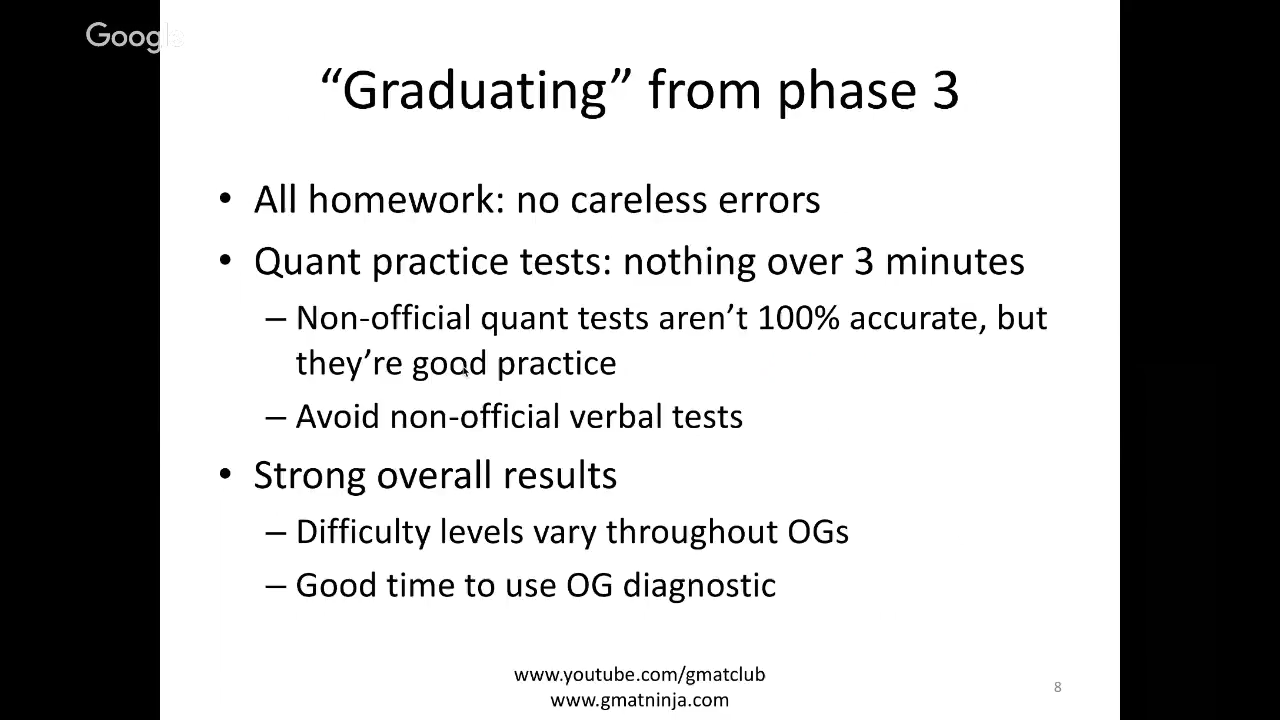 Google
“Graduating” from phase 3
• All homework: no careless errors
• Quant practice tests: nothing over 3 minutes
– Non-official quant tests aren’t 100% accurate, but
they’re good practice
– Avoid non-official verbal tests
• Strong overall results
– Difficulty levels vary throughout OGs
– Good time to use OG diagnostic
www.youtube.com/gmatclub
www.gmatninja.com
8